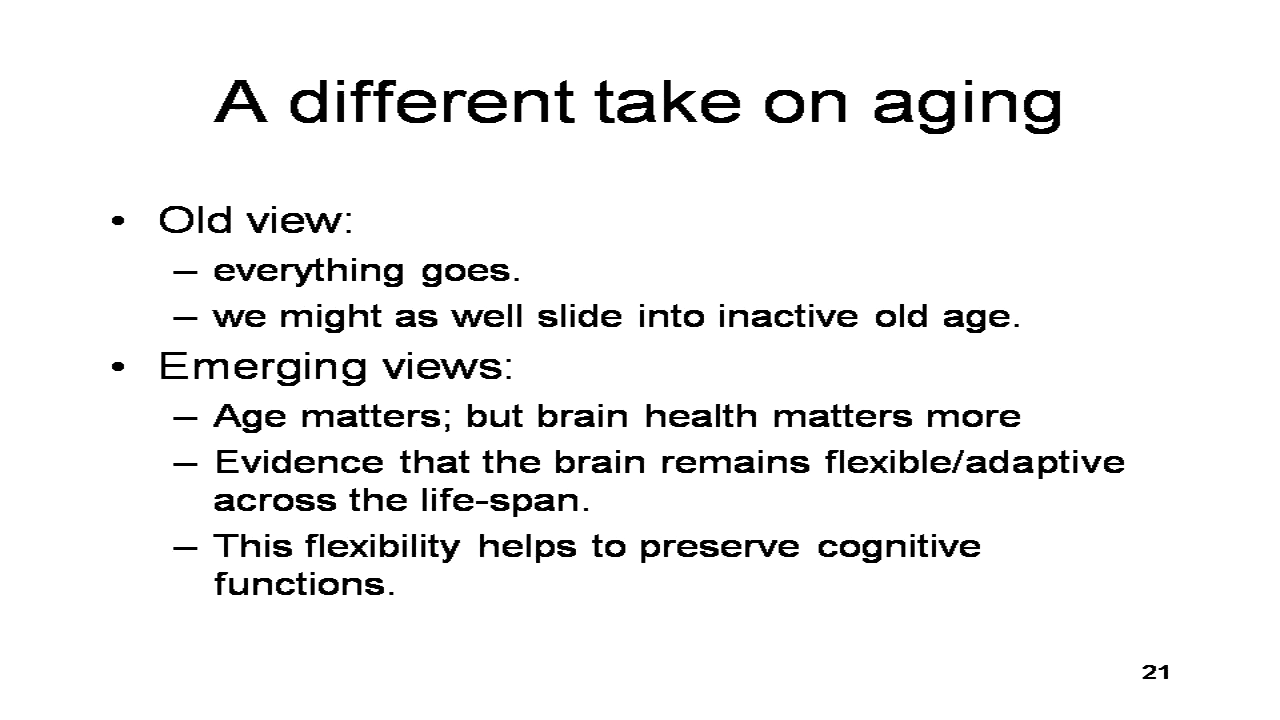 A different take on aging
• Old view:
– everything goes.
– we might as well slide into inactive old age.
• Emerging views:
– Age matters; but brain health matters more
– Evidence that the brain remains flexible/adaptive
across the life-span.
– This flexibility helps to preserve cognitive
functions.
21